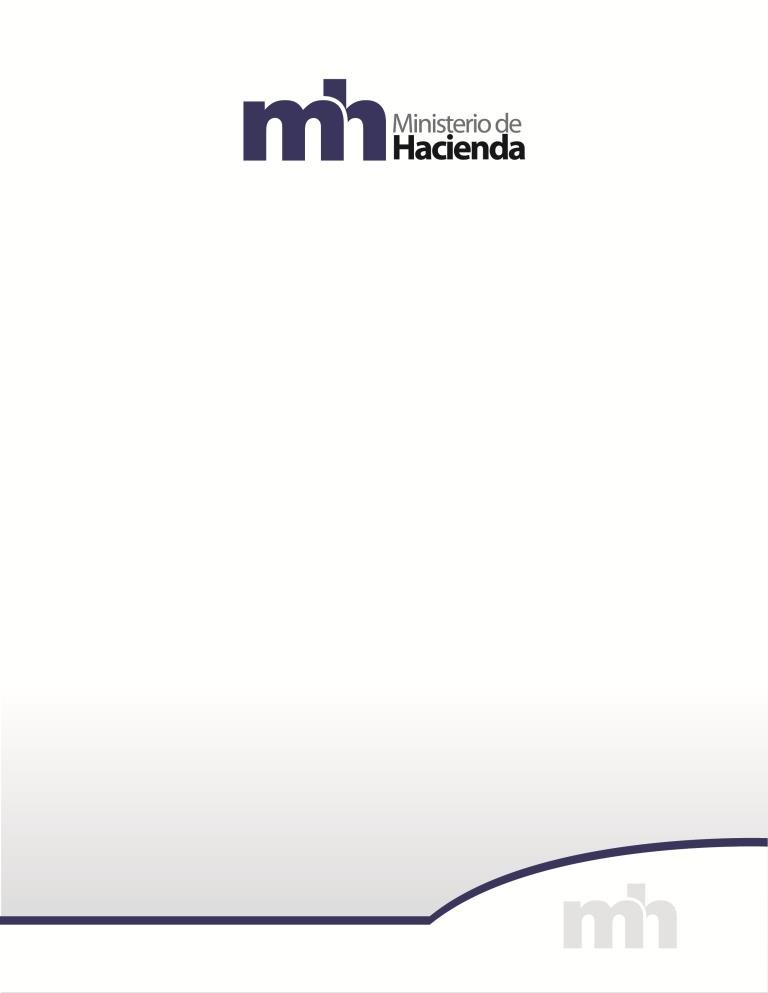 mh
Ministerio de
Hacienda
mh